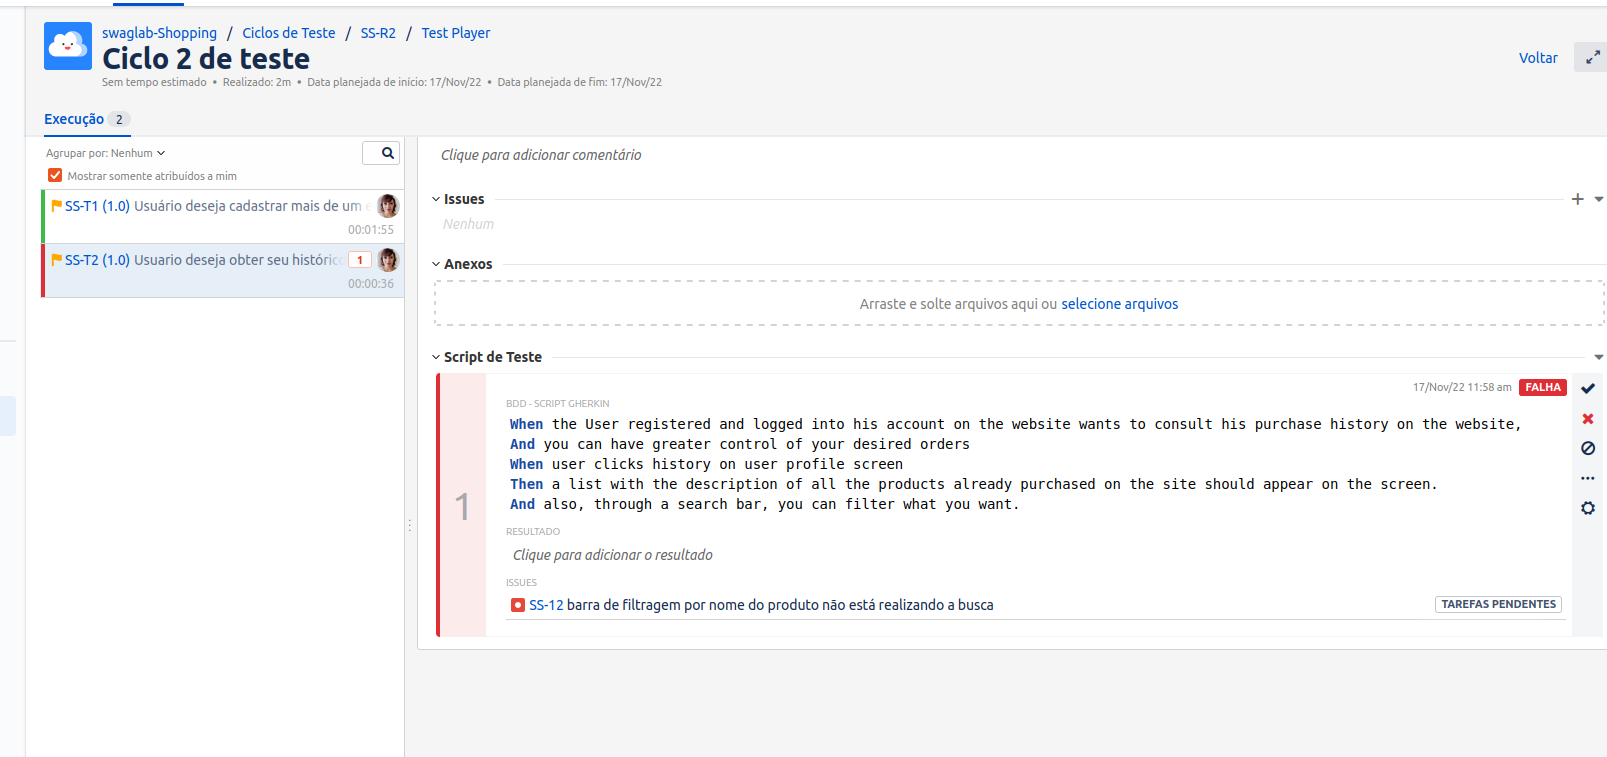 swaglab-Shopping / Ciclos de Teste / SS-R2 / Test Player
Ciclo 2 de teste
Sem tempo estimado • Realizado: 2m • Data planejada de início: 17/Nov/22 • Data planejada de fim: 17/Nov/22
Voltar
Execução 2
Agrupar por: Nenhum
Mostrar somente atribuídos a mim
SS-T1 (1.0) Usuário deseja cadastrar mais de um e
00:01:55
SS-T2 (1.0) Usuario deseja obter seu históric 1
00:00:36
Clique para adicionar comentário
Issues
Nenhum
Anexos
Arraste e solte arquivos aqui ou selecione arquivos
Script de Teste
17/Nov/22 11:58 am FALHA
1
BDD - SCRIPT GHERKIN
When the User registered and logged into his account on the website wants to consult his purchase history on the website,
And you can have greater control of your desired orders
When user clicks history on user profile screen
Then a list with the description of all the products already purchased on the site should appear on the screen.
And also, through a search bar, you can filter what you want.
RESULTADO
Clique para adicionar o resultado
ISSUES
SS-12 barra de filtragem por nome do produto não está realizando a busca
TAREFAS PENDENTES